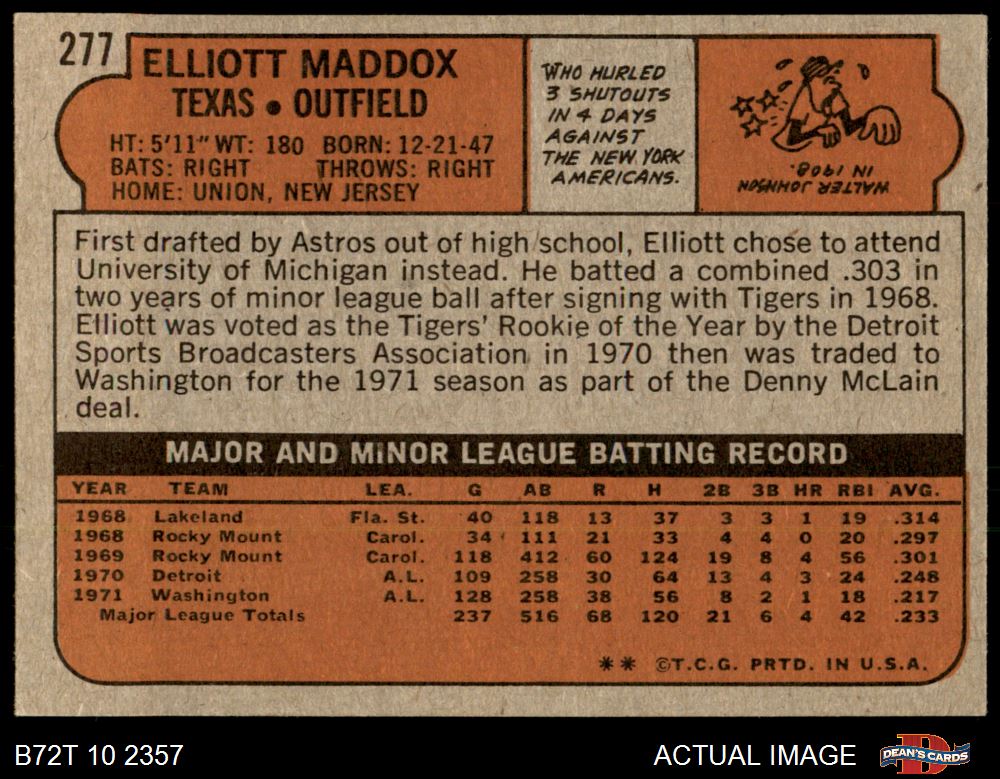 277
ELLIOTT MADDOX
TEXAS • OUTFIELD
HT: 5'11" WT: 180 BORN: 12-21-47
BATS: RIGHT THROWS: RIGHT
HOME: UNION, NEW JERSEY
WHO HURLED
3 SHUTOUTS
IN 4 DAYS
AGAINST
THE NEW YORK
AMERICANS.
WALTER JOHNSON
IN 1908.
First drafted by Astros out of high school, Elliott chose to attend
University of Michigan instead. He batted a combined .303 in
two years of minor league ball after signing with Tigers in 1968.
Elliott was voted as the Tigers' Rookie of the Year by the Detroit
Sports Broadcasters Association in 1970 then was traded to
Washington for the 1971 season as part of the Denny McLain
deal.
MAJOR AND MINOR LEAGUE BATTING RECORD
YEAR TEAM LEA. G AB R H 2B 3B HR RBI AVG.
1968 Lakeland Fla. St. 40 118 13 37 3 3 1 19 .314
1968 Rocky Mount Carol. 34 111 21 33 4 4 0 20 .297
1969 Rocky Mount Carol. 118 412 60 124 19 8 4 56 .301
1970 Detroit A.L. 109 258 30 64 13 4 3 24 .248
1971 Washington A.L. 128 258 38 56 8 2 1 18 .217
Major League Totals 237 516 68 120 21 6 4 42 .233
** ©T.C.G. PRTD. IN U.S.A.
B72T 10 2357 ACTUAL IMAGE DEAN'S CARDS